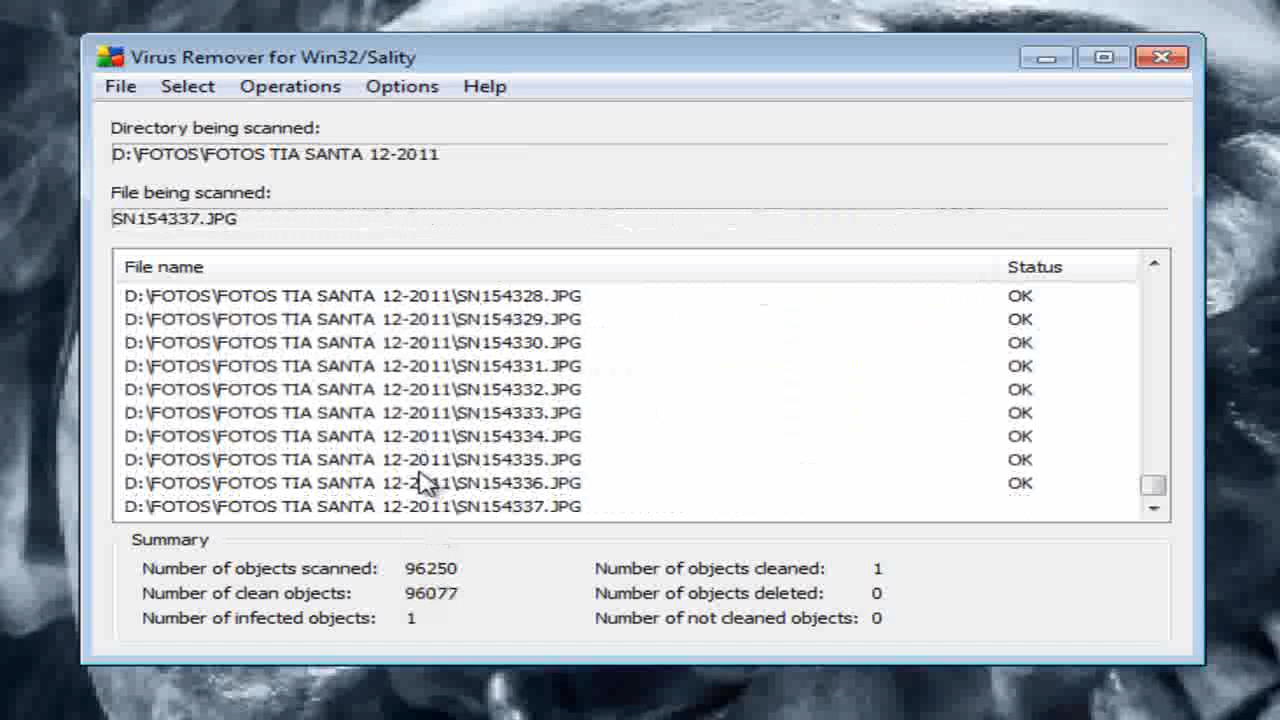 Virus Remover for Win32/Sality
File Select Operations Options Help
Directory being scanned:
D:\FOTOS\FOTOS TIA SANTA 12-2011
File being scanned:
SN154337.JPG
File name Status
D:\FOTOS\FOTOS TIA SANTA 12-2011\SN154328.JPG OK
D:\FOTOS\FOTOS TIA SANTA 12-2011\SN154329.JPG OK
D:\FOTOS\FOTOS TIA SANTA 12-2011\SN154330.JPG OK
D:\FOTOS\FOTOS TIA SANTA 12-2011\SN154331.JPG OK
D:\FOTOS\FOTOS TIA SANTA 12-2011\SN154332.JPG OK
D:\FOTOS\FOTOS TIA SANTA 12-2011\SN154333.JPG OK
D:\FOTOS\FOTOS TIA SANTA 12-2011\SN154334.JPG OK
D:\FOTOS\FOTOS TIA SANTA 12-2011\SN154335.JPG OK
D:\FOTOS\FOTOS TIA SANTA 12-2011\SN154336.JPG OK
D:\FOTOS\FOTOS TIA SANTA 12-2011\SN154337.JPG
Summary
Number of objects scanned: 96250 Number of objects cleaned: 1
Number of clean objects: 96077 Number of objects deleted: 0
Number of infected objects: 1 Number of not cleaned objects: 0